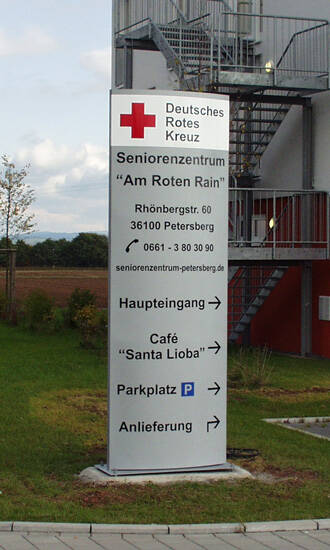 Deutsches
Rotes
Kreuz
Seniorenzentrum
“Am Roten Rain”
Rhönbergstr. 60
36100 Petersberg
0661 - 3 80 30 90
seniorenzentrum-petersberg.de
Haupteingang
Café
“Santa Lioba”
Parkplatz P
Anlieferung